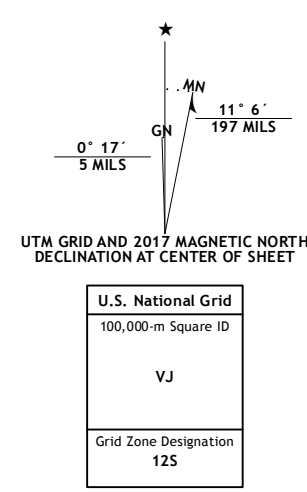 ★
MN
GN
11° 6´
197 MILS
0° 17´
5 MILS
UTM GRID AND 2017 MAGNETIC NORTH
DECLINATION AT CENTER OF SHEET
U.S. National Grid
100,000-m Square ID
VJ
Grid Zone Designation
12S